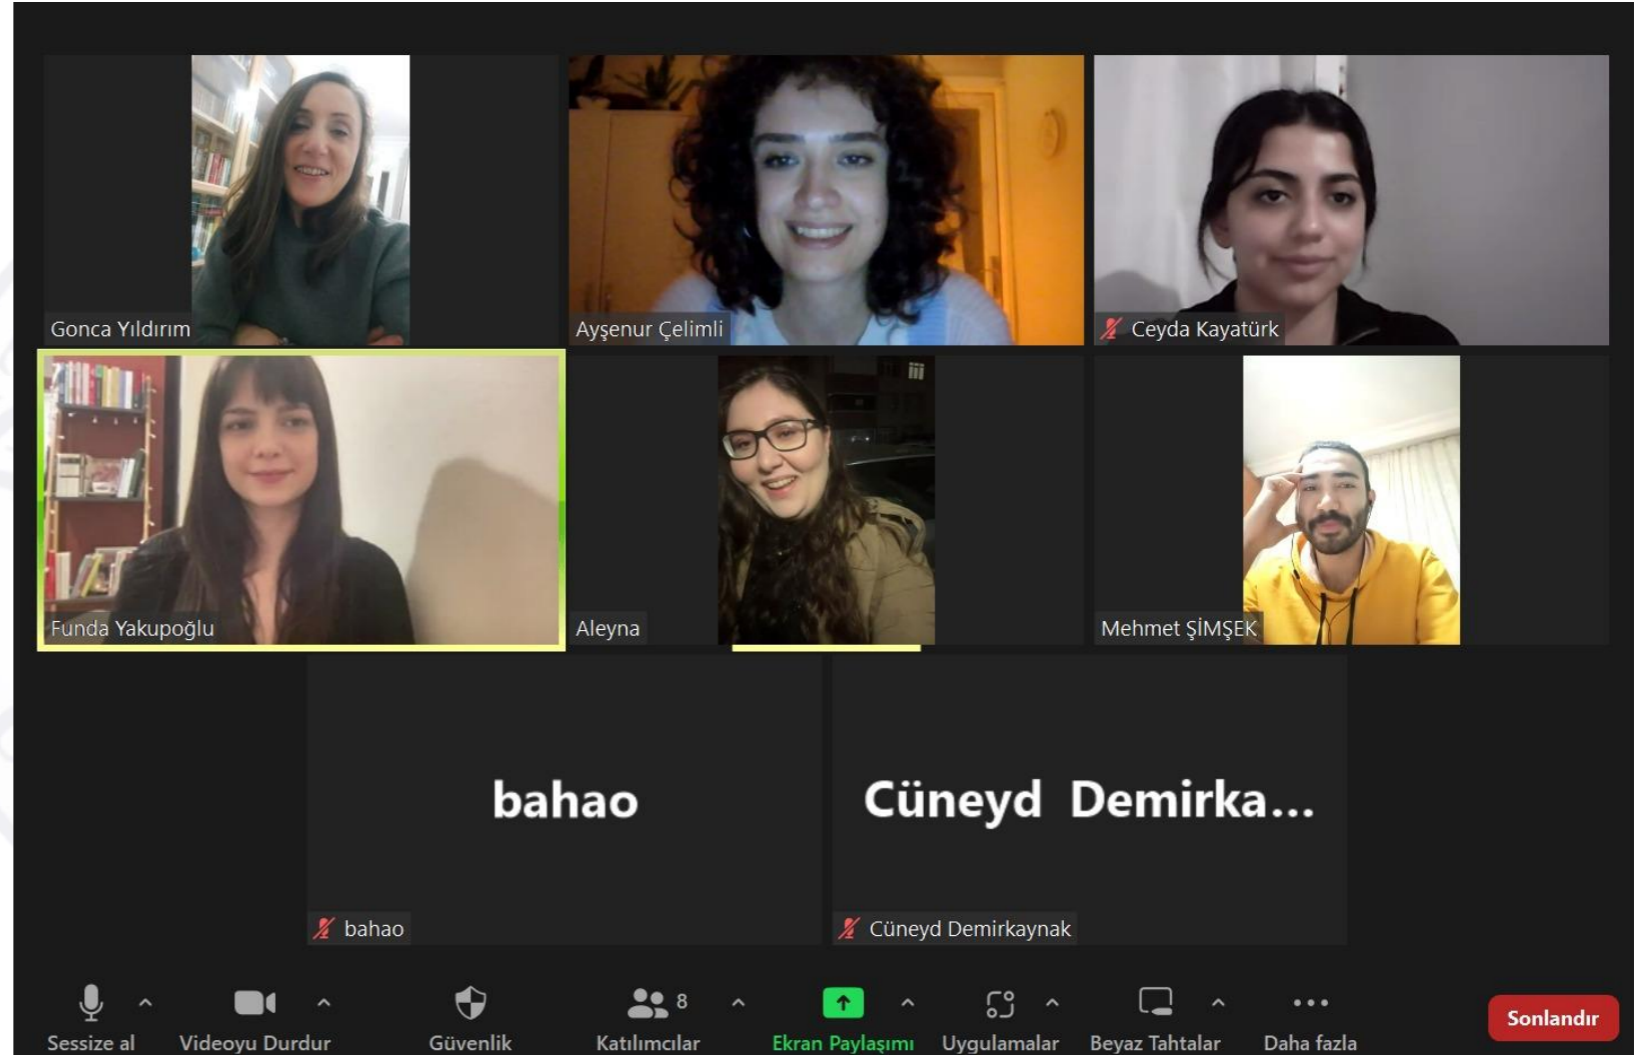 Gonca Yıldırım
Ayşenur Çelimli
Ceyda Kayatürk
Funda Yakupoğlu
Aleyna
Mehmet ŞİMŞEK
bahao
Cüneyd Demirka...
bahao
Cüneyd Demirkaynak
8
Sessize al
Videoyu Durdur
Güvenlik
Katılımcılar
Ekran Paylaşımı
Uygulamalar
Beyaz Tahtalar
Daha fazla
Sonlandır